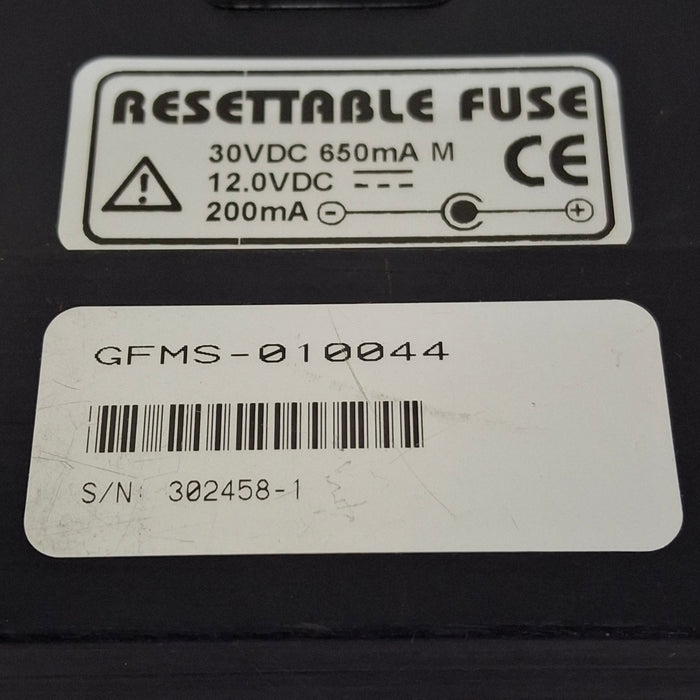 RESETTABLE FUSE
30VDC 650mA M
12.0VDC
200mA
CE
GFMS-010044
S/N: 302458-1